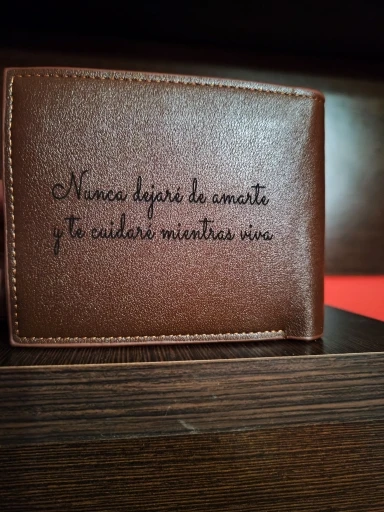 Nunca dejaré de amarte
y te cuidaré mientras viva